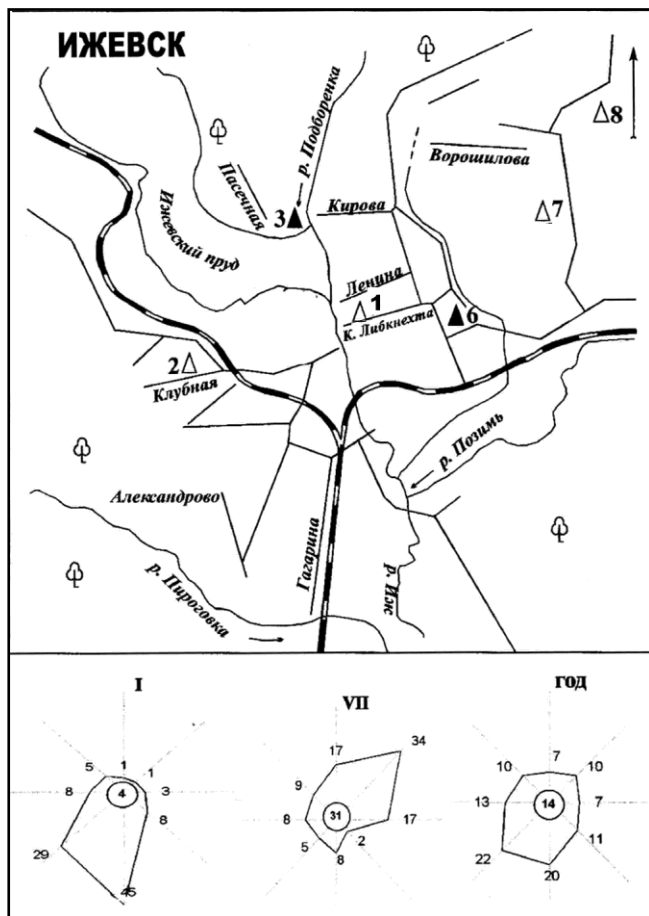 ИЖЕВСК
8
р. Подборенка
Пасечная
Ворошилова
3
Кирова
7
Ижевский пруд
Ленина
1
К. Либкнехта
6
2
Клубная
р. Позимь
Александрово
Гагарина
р. Иж
р. Пироговка
I
VII
ГОД
5
1
1
8
4
3
8
29
45
17
34
9
8
31
17
5
2
8
7
10
10
13
14
7
11
22
20